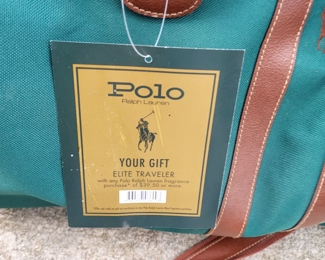 Polo
Ralph Lauren
YOUR GIFT
ELITE TRAVELER
with any Polo Ralph Lauren fragrance
purchase* of $39.50 or more.